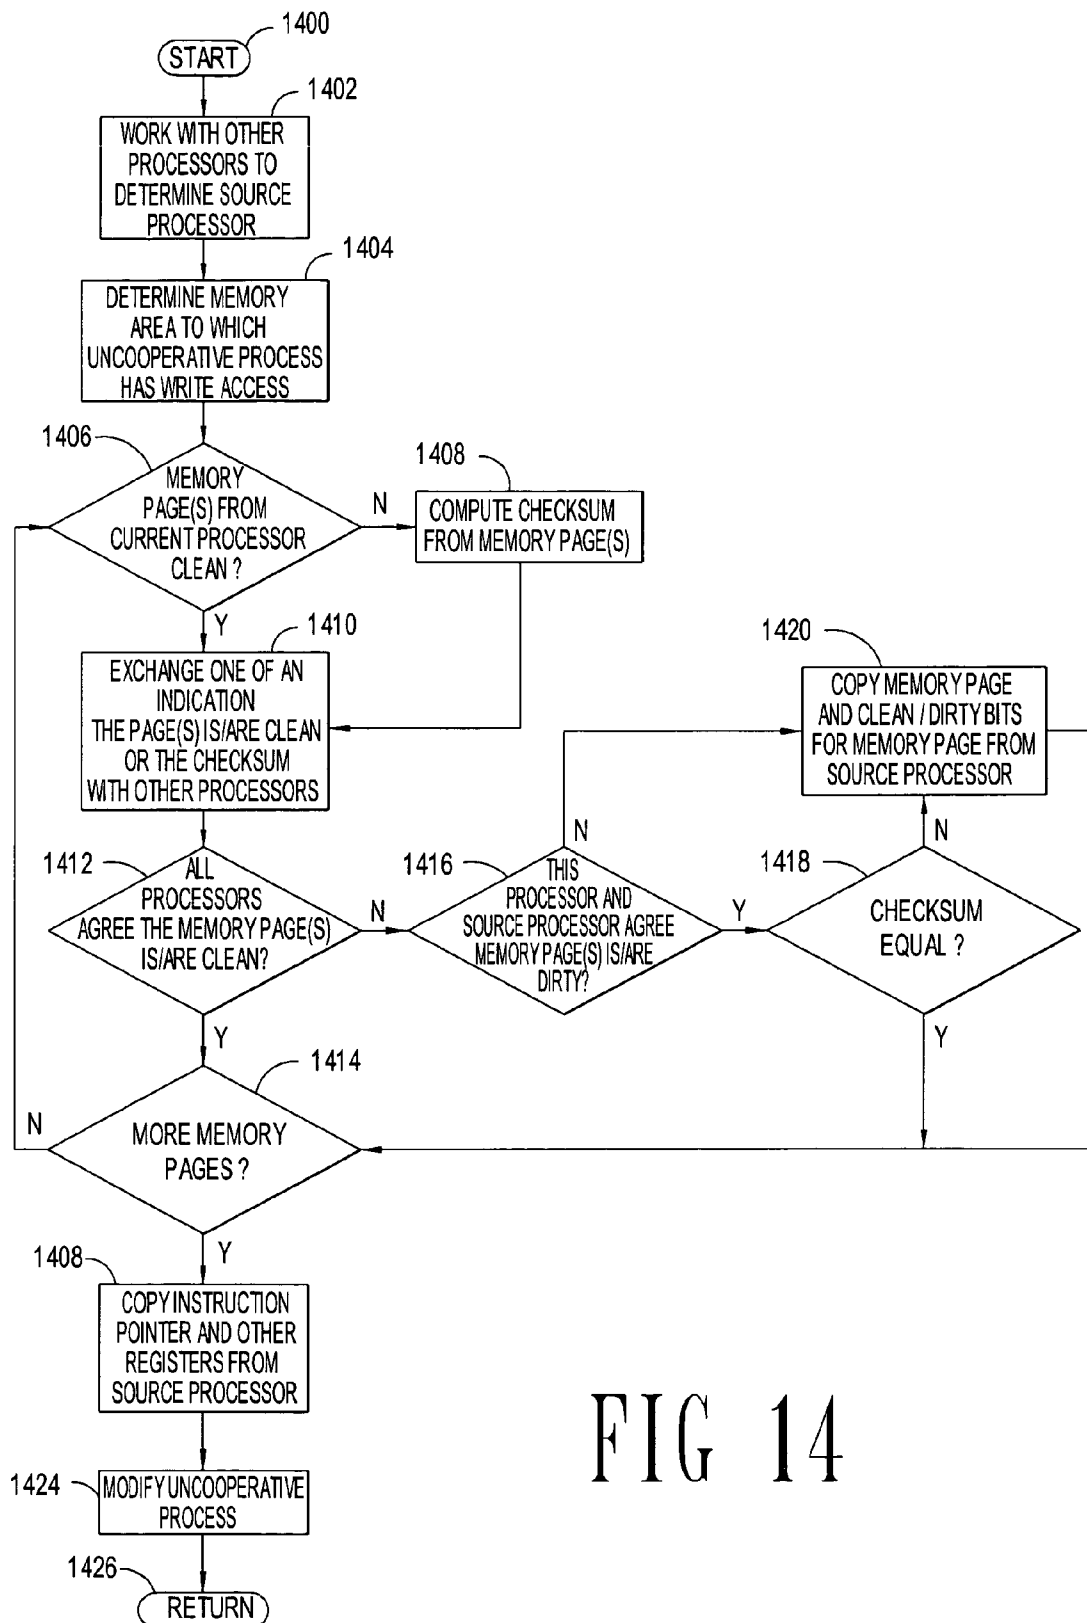 1400
START
1402
WORK WITH OTHER
PROCESSORS TO
DETERMINE SOURCE
PROCESSOR
1404
DETERMINE MEMORY
AREA TO WHICH
UNCOOPERATIVE PROCESS
HAS WRITE ACCESS
1406
MEMORY
PAGE(S) FROM
CURRENT PROCESSOR
CLEAN ?
N
Y
1408
COMPUTE CHECKSUM
FROM MEMORY PAGE(S)
1410
EXCHANGE ONE OF AN
INDICATION
THE PAGE(S) IS/ARE CLEAN
OR THE CHECKSUM
WITH OTHER PROCESSORS
1420
COPY MEMORY PAGE
AND CLEAN / DIRTY BITS
FOR MEMORY PAGE FROM
SOURCE PROCESSOR
1412
ALL
PROCESSORS
AGREE THE MEMORY PAGE(S)
IS/ARE CLEAN?
N
Y
1416
THIS
PROCESSOR AND
SOURCE PROCESSOR AGREE
MEMORY PAGE(S) IS/ARE
DIRTY?
N
Y
1418
CHECKSUM
EQUAL ?
N
Y
1414
MORE MEMORY
PAGES ?
N
Y
1408
COPY INSTRUCTION
POINTER AND OTHER
REGISTERS FROM
SOURCE PROCESSOR
1424
MODIFY UNCOOPERATIVE
PROCESS
1426
RETURN
FIG 14